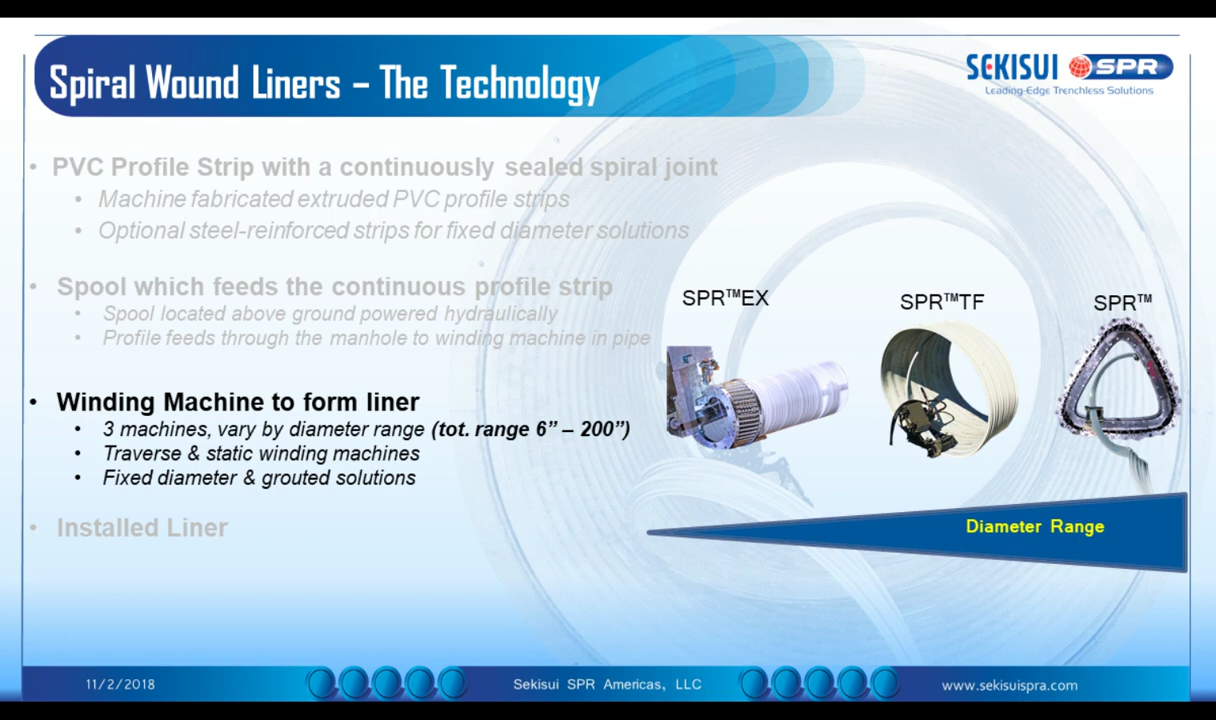 Spiral Wound Liners – The Technology
SEKISUI SPR
Leading-Edge Trenchless Solutions
• PVC Profile Strip with a continuously sealed spiral joint
• Machine fabricated extruded PVC profile strips
• Optional steel-reinforced strips for fixed diameter solutions
• Spool which feeds the continuous profile strip
• Spool located above ground powered hydraulically
• Profile feeds through the manhole to winding machine in pipe
• Winding Machine to form liner
• 3 machines, vary by diameter range (tot. range 6” – 200”)
• Traverse & static winding machines
• Fixed diameter & grouted solutions
• Installed Liner
SPR™EX
SPR™TF
SPR™
Diameter Range
11/2/2018
Sekisui SPR Americas, LLC
www.sekisuispra.com